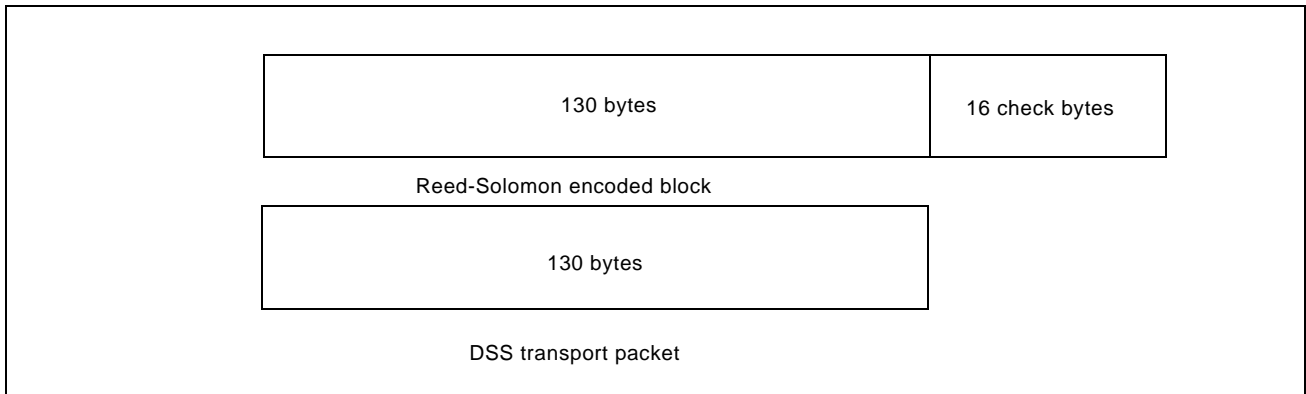 130 bytes
16 check bytes
Reed-Solomon encoded block
130 bytes
DSS transport packet